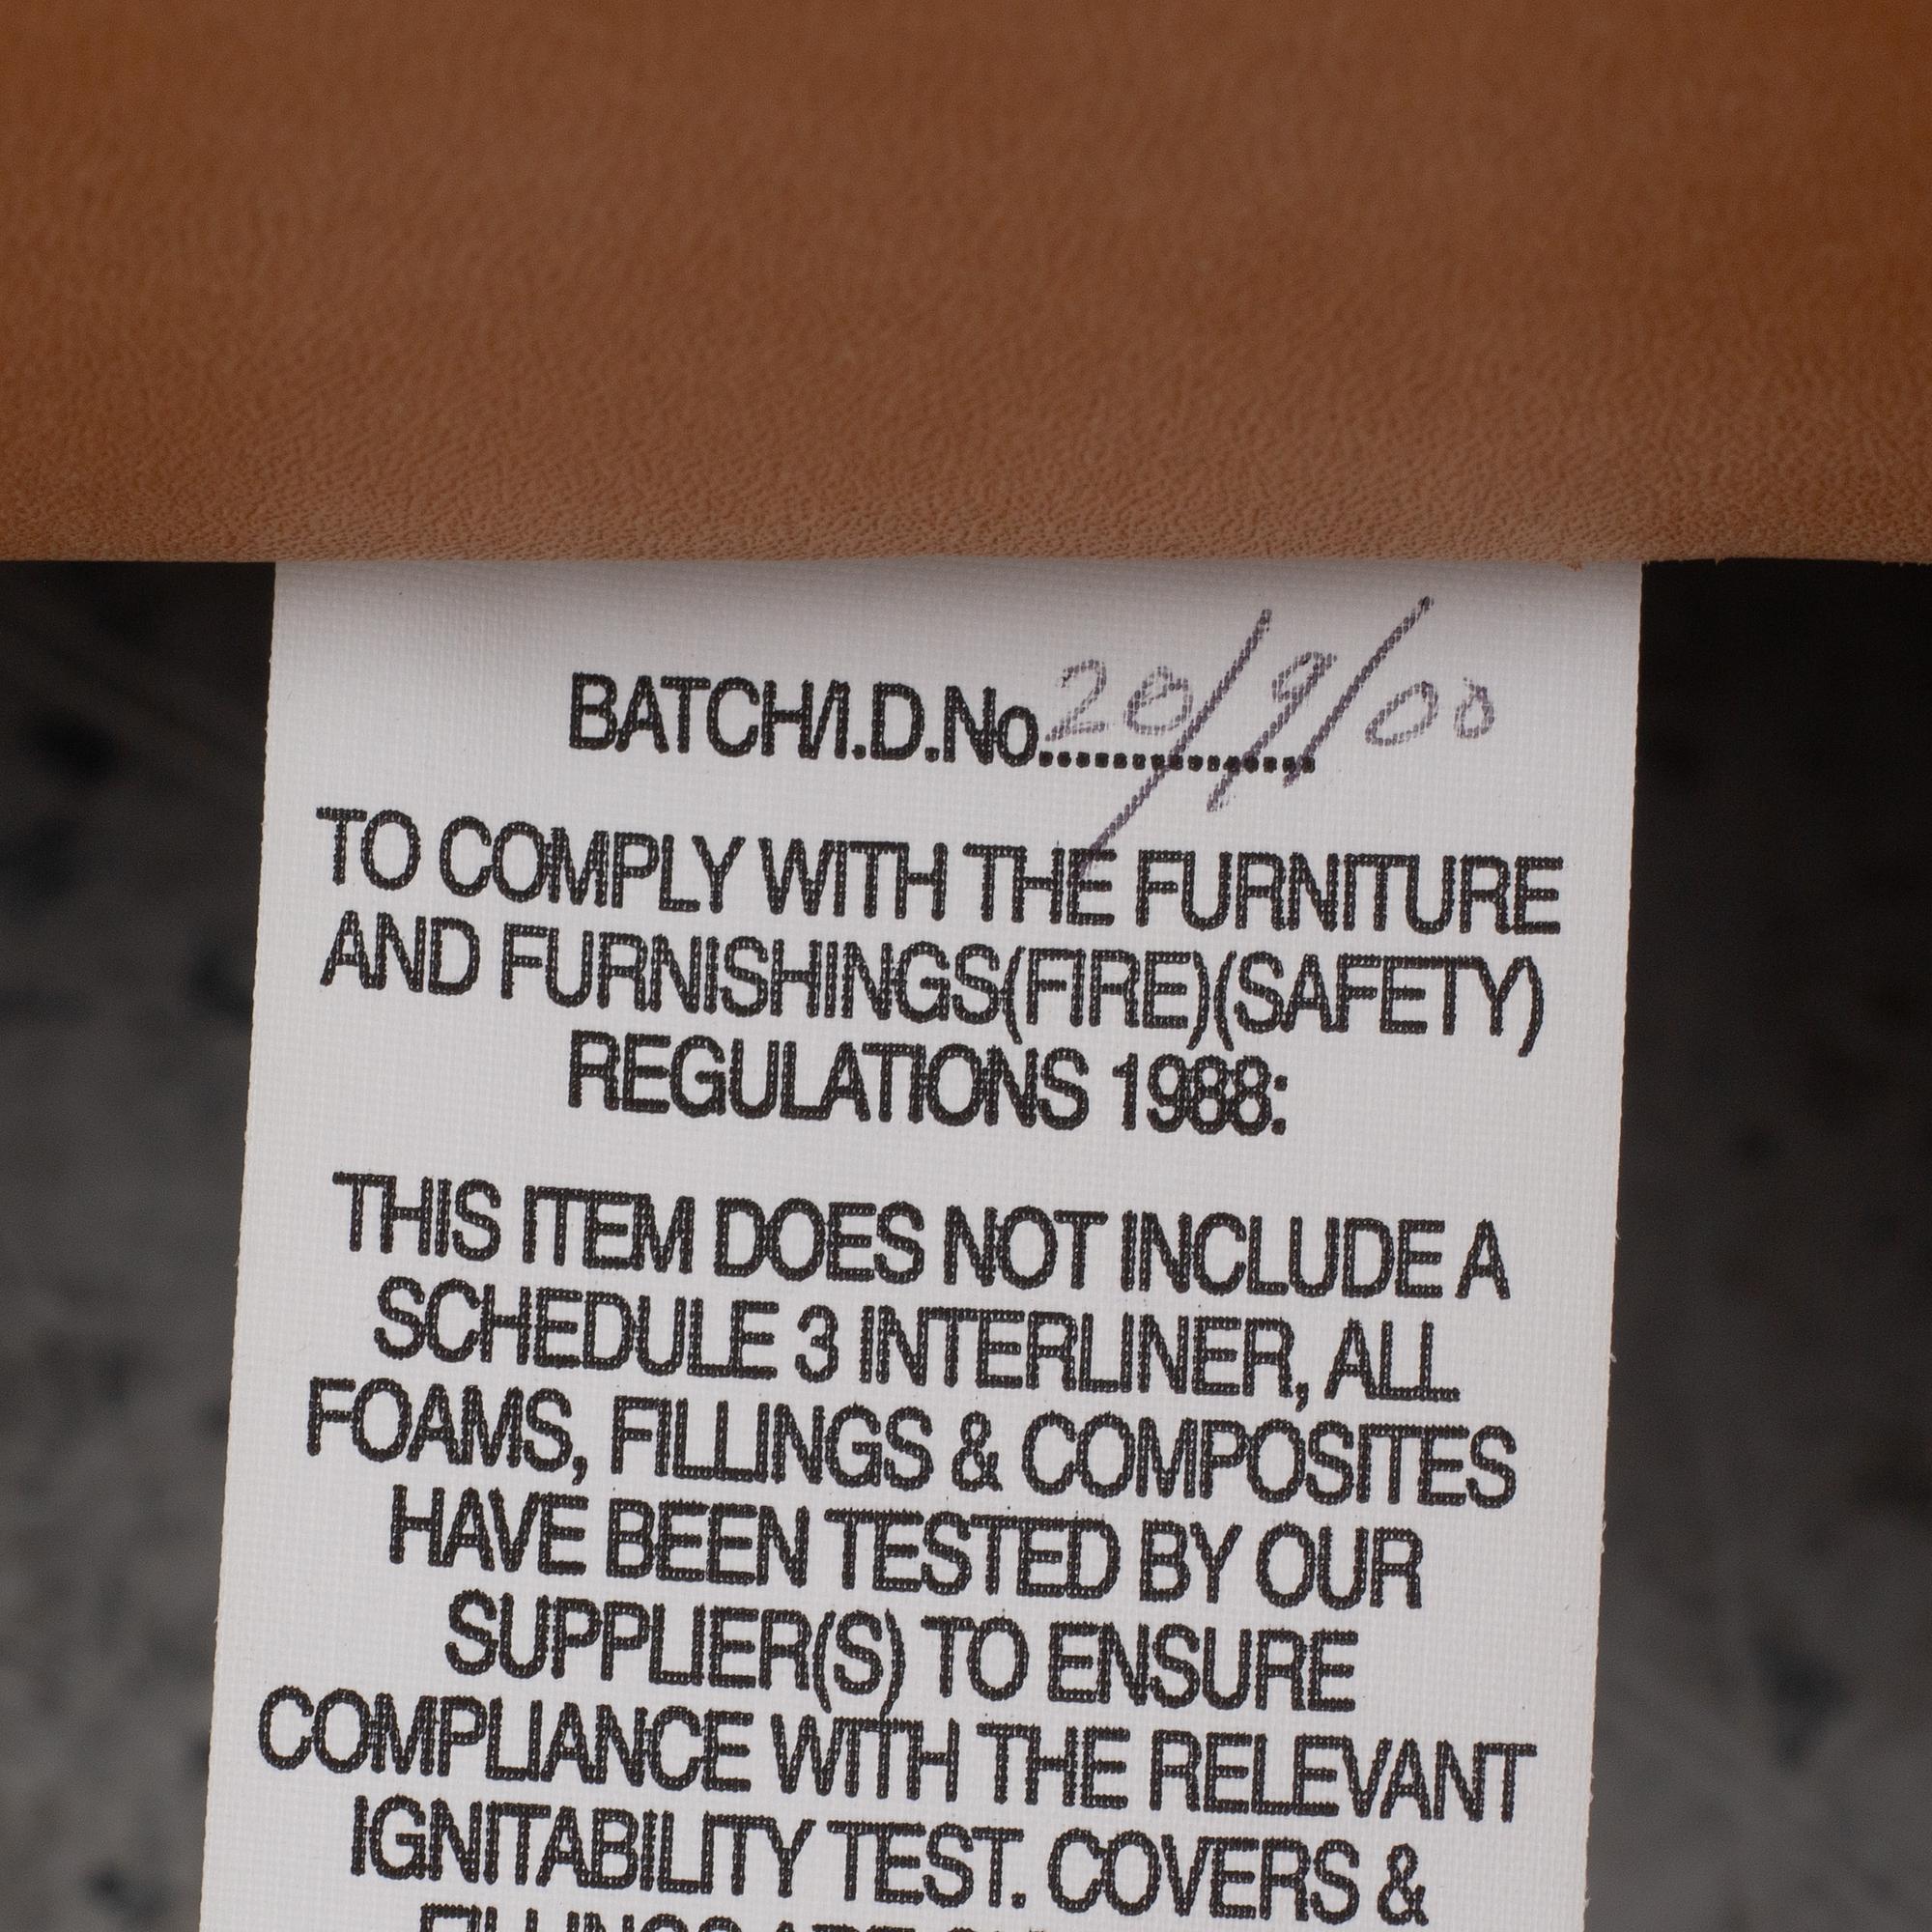 BATCH/I.D.No. 20/9/00
TO COMPLY WITH THE FURNITURE
AND FURNISHINGS(FIRE)(SAFETY)
REGULATIONS 1988:
THIS ITEM DOES NOT INCLUDE A
SCHEDULE 3 INTERLINER, ALL
FOAMS, FILLINGS & COMPOSITES
HAVE BEEN TESTED BY OUR
SUPPLIER(S) TO ENSURE
COMPLIANCE WITH THE RELEVANT
IGNITABILITY TEST. COVERS &